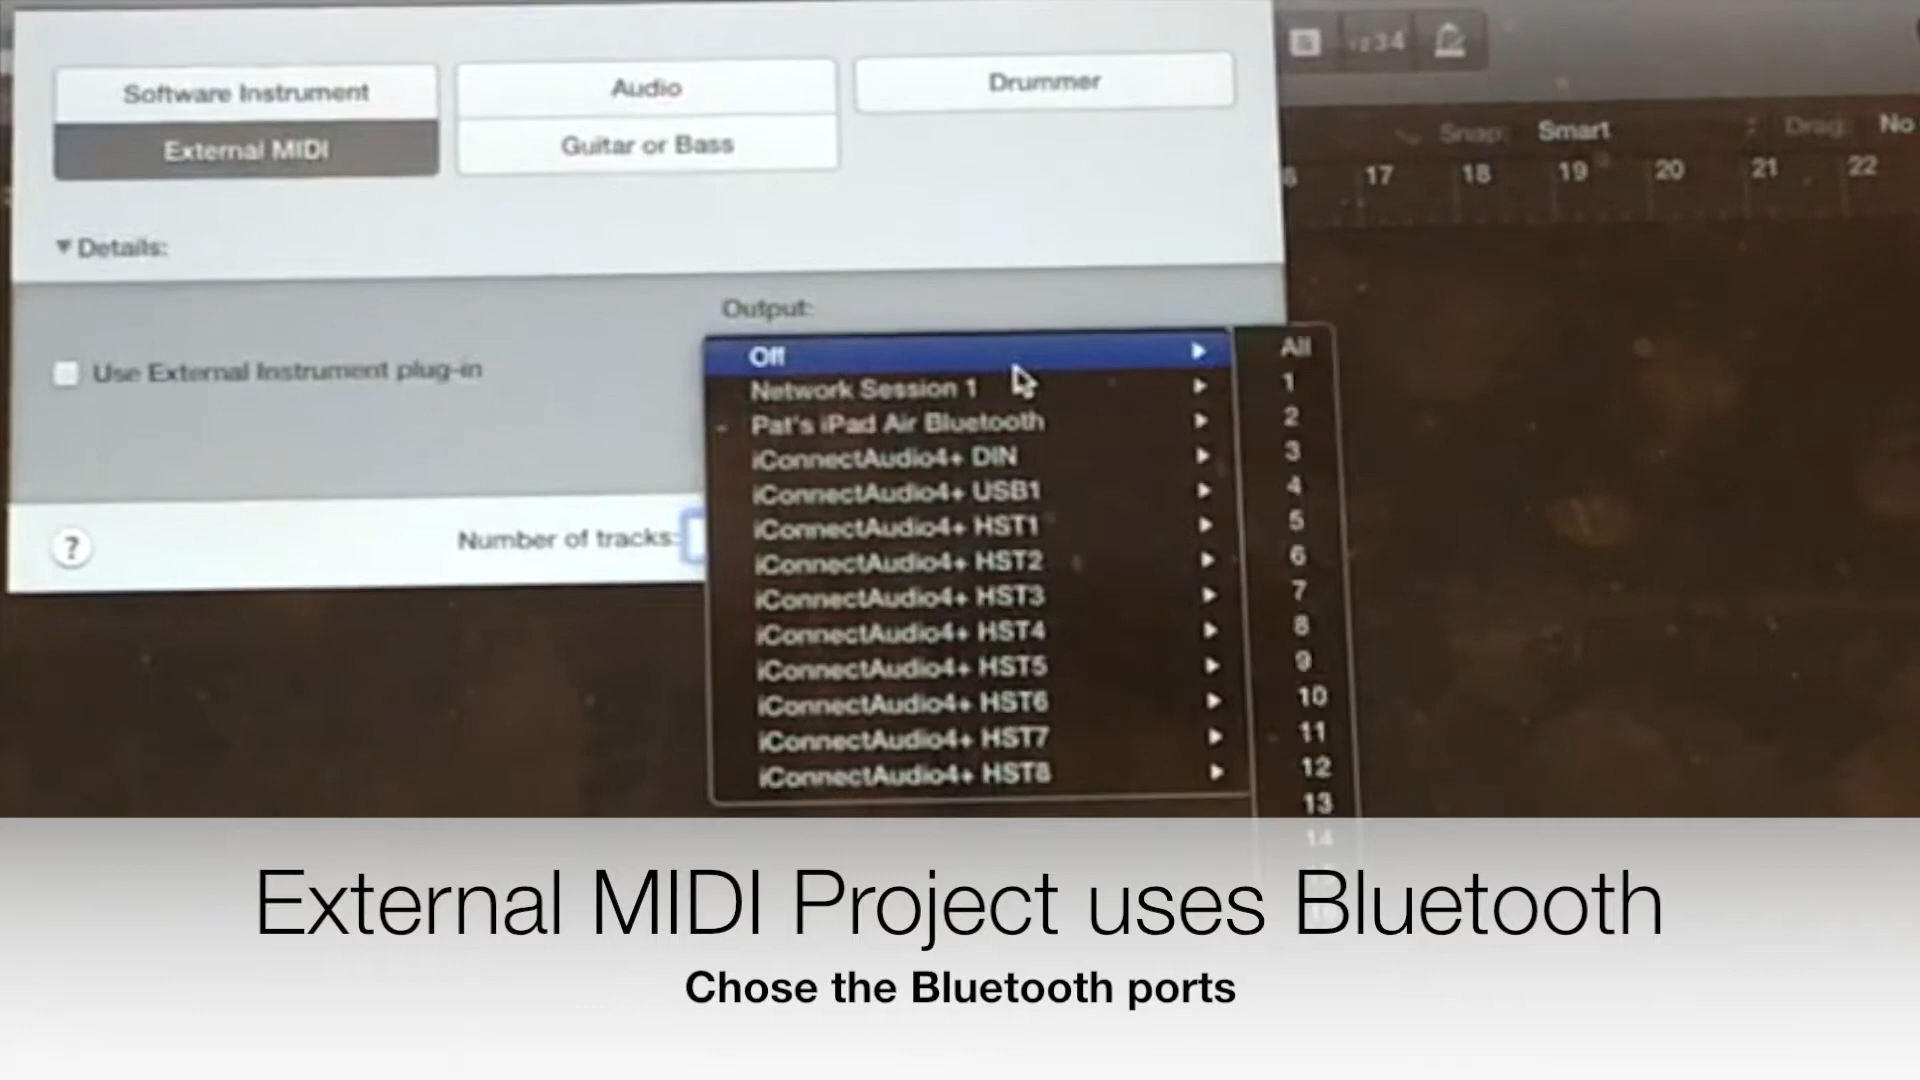 1234
Software Instrument
Audio
Drummer
External MIDI
Guitar or Bass
Snap: Smart
Drag: No
17 18 19 20 21 22
Details:
Output:
Use External Instrument plug-in
Off
Network Session 1
- Pat's iPad Air Bluetooth
iConnectAudio4+ DIN
iConnectAudio4+ USB1
iConnectAudio4+ HST1
iConnectAudio4+ HST2
iConnectAudio4+ HST3
iConnectAudio4+ HST4
iConnectAudio4+ HST5
iConnectAudio4+ HST6
iConnectAudio4+ HST7
iConnectAudio4+ HST8
All
1
2
3
4
5
6
7
8
9
10
11
12
13
14
?
Number of tracks:
External MIDI Project uses Bluetooth
Chose the Bluetooth ports